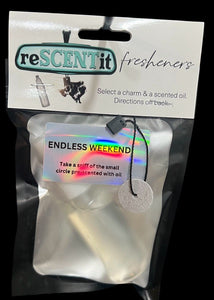 reSCENTit
fresheners
Select a charm & a scented oil.
Directions on back.
ENDLESS WEEKEND
Take a sniff of the small
circle pre-scented with oil